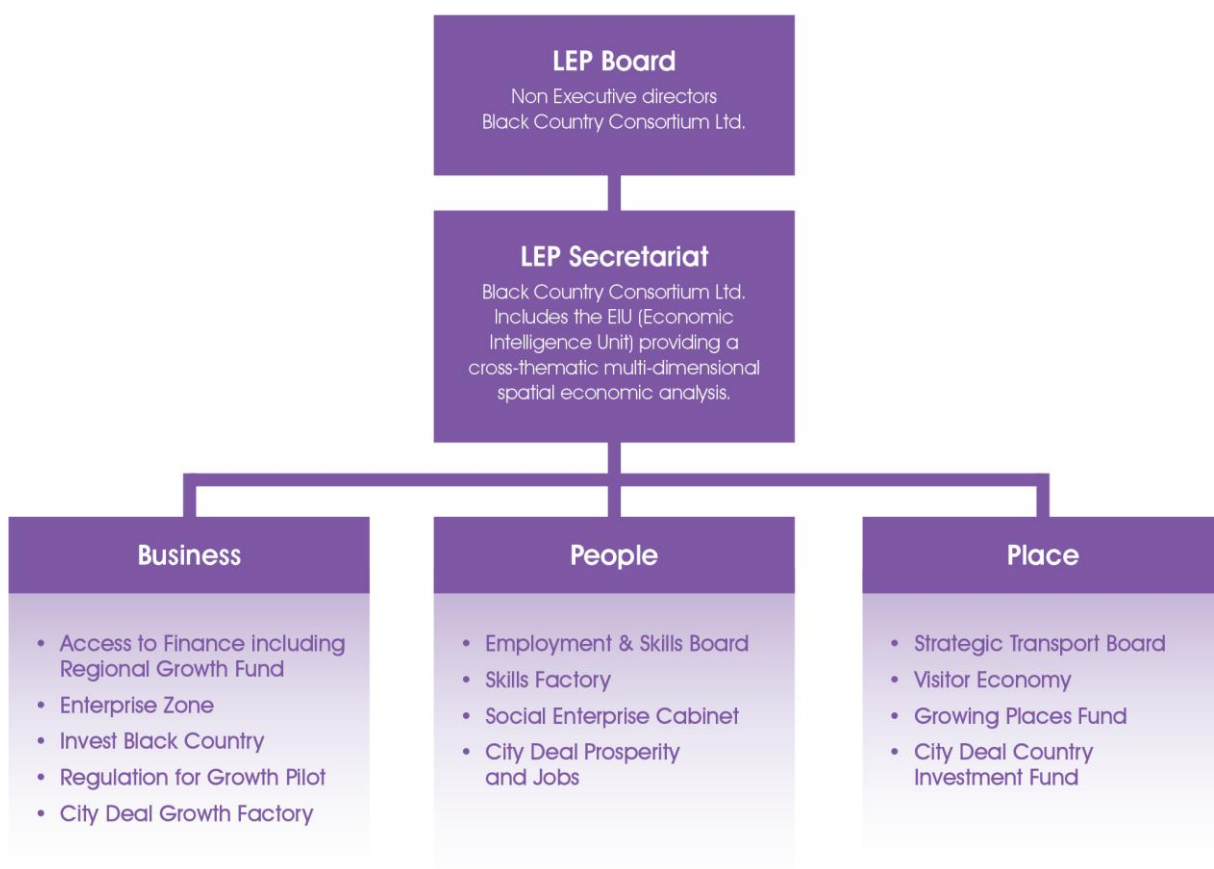 LEP Board
Non Executive directors
Black Country Consortium Ltd.
LEP Secretariat
Black Country Consortium Ltd.
Includes the EIU (Economic
Intelligence Unit) providing a
cross-thematic multi-dimensional
spatial economic analysis.
Business
• Access to Finance including
Regional Growth Fund
• Enterprise Zone
• Invest Black Country
• Regulation for Growth Pilot
• City Deal Growth Factory
People
• Employment & Skills Board
• Skills Factory
• Social Enterprise Cabinet
• City Deal Prosperity
and Jobs
Place
• Strategic Transport Board
• Visitor Economy
• Growing Places Fund
• City Deal Country
Investment Fund